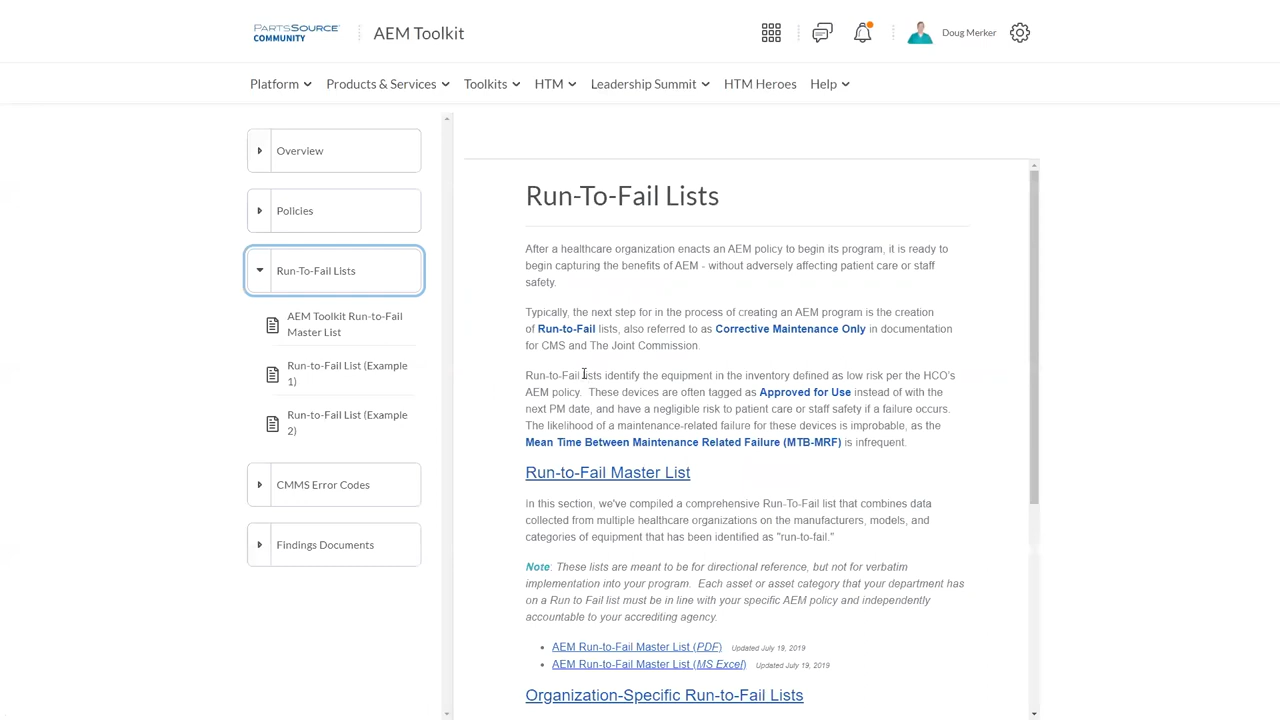 PARTSSOURCE
COMMUNITY
AEM Toolkit
Doug Merker
Platform
Products & Services
Toolkits
HTM
Leadership Summit
HTM Heroes
Help
Overview
Policies
Run-To-Fail Lists
AEM Toolkit Run-to-Fail
Master List
Run-to-Fail List (Example
1)
Run-to-Fail List (Example
2)
CMMS Error Codes
Findings Documents
Run-To-Fail Lists
After a healthcare organization enacts an AEM policy to begin its program, it is ready to
begin capturing the benefits of AEM - without adversely affecting patient care or staff
safety.
Typically, the next step for in the process of creating an AEM program is the creation
of Run-to-Fail lists, also referred to as Corrective Maintenance Only in documentation
for CMS and The Joint Commission.
Run-to-Fail lists identify the equipment in the inventory defined as low risk per the HCO's
AEM policy. These devices are often tagged as Approved for Use instead of with the
next PM date, and have a negligible risk to patient care or staff safety if a failure occurs.
The likelihood of a maintenance-related failure for these devices is improbable, as the
Mean Time Between Maintenance Related Failure (MTB-MRF) is infrequent.
Run-to-Fail Master List
In this section, we've compiled a comprehensive Run-To-Fail list that combines data
collected from multiple healthcare organizations on the manufacturers, models, and
categories of equipment that has been identified as "run-to-fail."
Note: These lists are meant to be for directional reference, but not for verbatim
implementation into your program. Each asset or asset category that your department has
on a Run to Fail list must be in line with your specific AEM policy and independently
accountable to your accrediting agency.
AEM Run-to-Fail Master List (PDF) Updated July 19, 2019
AEM Run-to-Fail Master List (MS Excel) Updated July 19, 2019
Organization-Specific Run-to-Fail Lists